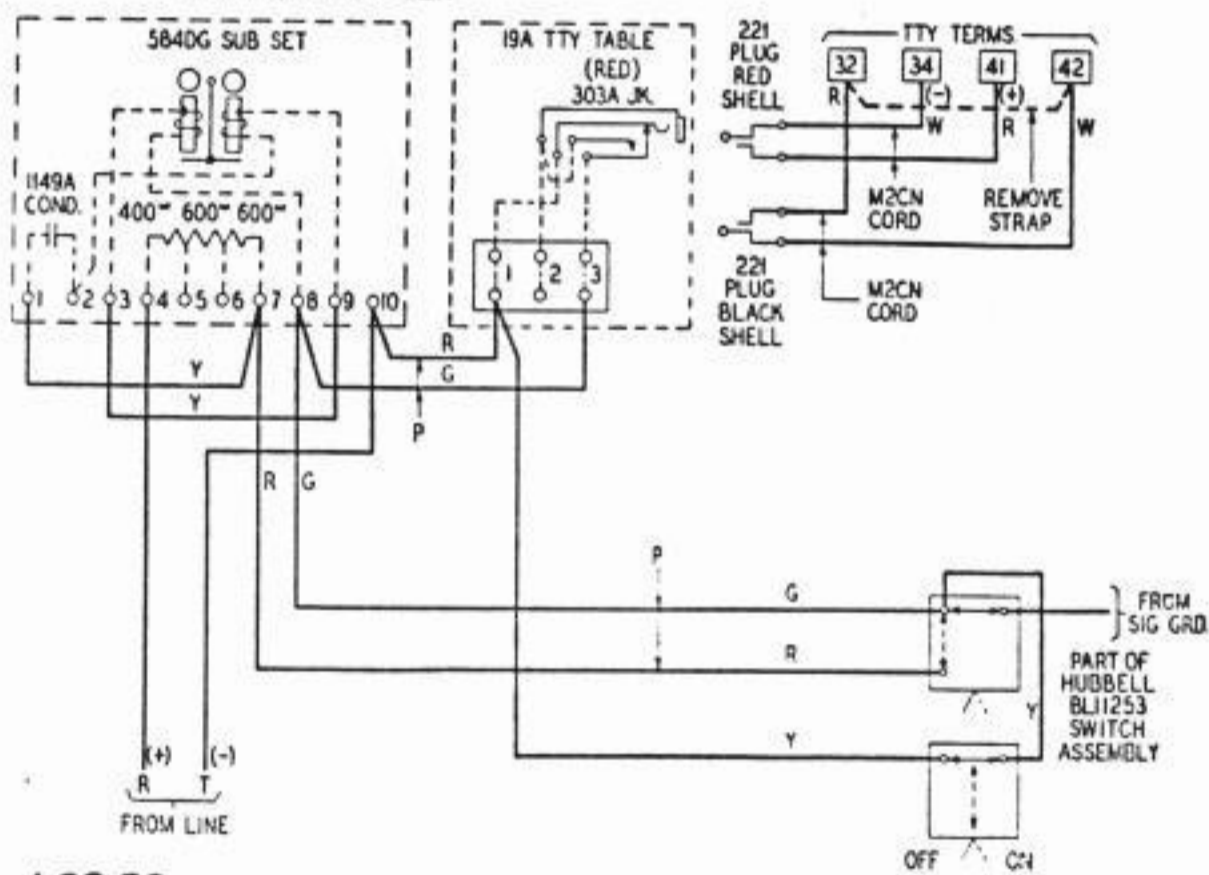 584DG SUB SET
1149A
COND.
400~ 600~ 600~
1 2 3 4 5 6 7 8 9 10
19A TTY TABLE
(RED)
303A JK.
1 2 3
221
PLUG
RED
SHELL
TTY TERMS
32 34 41 42
R (-) (+)
W R W
M2CN
CORD
REMOVE
STRAP
221
PLUG
BLACK
SHELL
M2CN
CORD
R
G
Y
Y
P
R G
P
G
R
FROM
SIG GRD.
PART OF
HUBBELL
BL11253
SWITCH
ASSEMBLY
Y
Y
(+) (-)
R T
FROM LINE
OFF ON